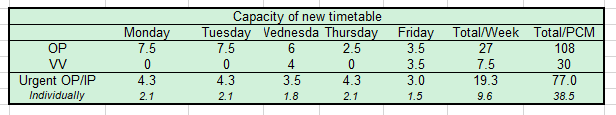 Capacity of new timetable
Monday Tuesday Vednesda Thursday Friday Total/Week Total/PCM
OP 7.5 7.5 6 2.5 3.5 27 108
VV 0 0 4 0 3.5 7.5 30
Urgent OP/IP 4.3 4.3 3.5 4.3 3.0 19.3 77.0
Individually 2.1 2.1 1.8 2.1 1.5 9.6 38.5